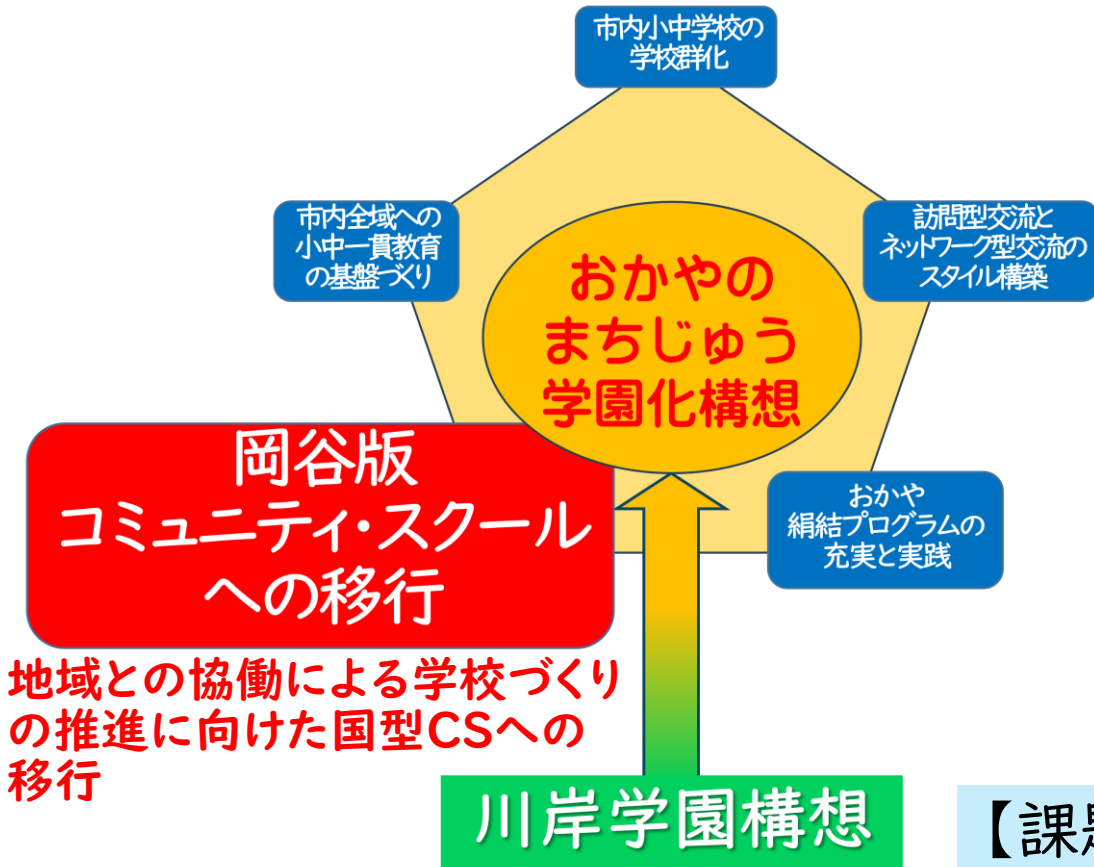 市内小中学校の
学校群化
市内全域への
小中一貫教育
の基盤づくり
訪問型交流と
ネットワーク型交流の
スタイル構築
おかやの
まちじゅう
学園化構想
岡谷版
コミュニティ・スクール
への移行
おかや
絹結プログラムの
充実と実践
地域との協働による学校づくり
の推進に向けた国型CSへの
移行
川岸学園構想
【課題